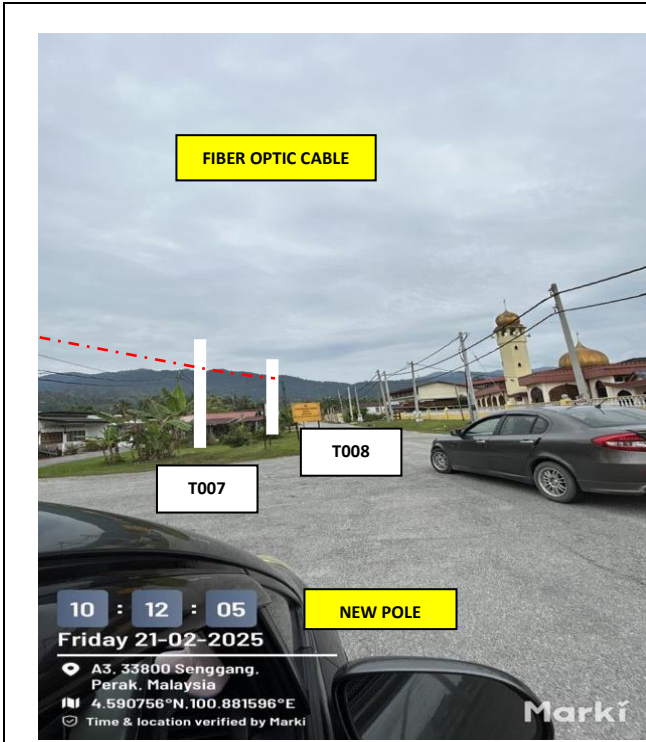 FIBER OPTIC CABLE
T008
T007
NEW POLE
10 : 12 : 05
Friday 21-02-2025
A3, 33800 Senggang,
Perak, Malaysia
4.590756°N,100.881596°E
Time & location verified by Marki
Marki